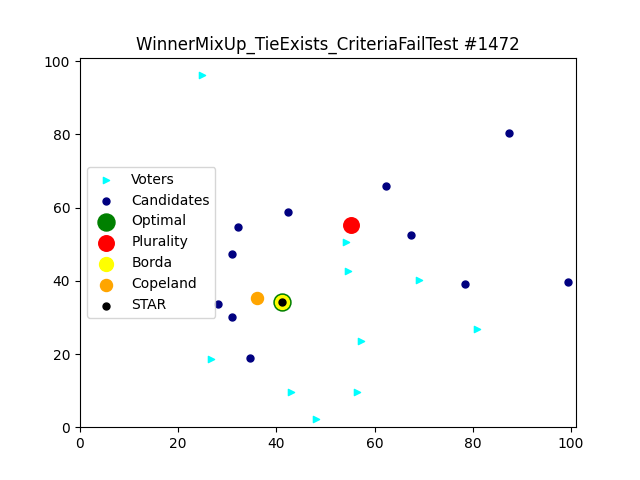 WinnerMixUp_TieExists_CriteriaFailTest #1472
100
80
60
40
20
0
Voters
Candidates
Optimal
Plurality
Borda
Copeland
STAR
0 20 40 60 80 100